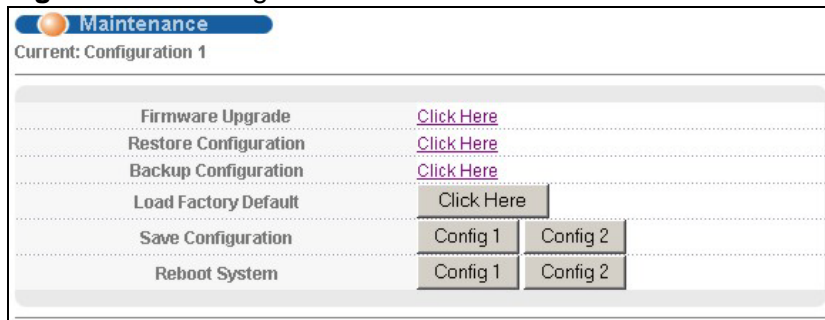 Maintenance
Current: Configuration 1
Firmware Upgrade Click Here
Restore Configuration Click Here
Backup Configuration Click Here
Load Factory Default Click Here
Save Configuration Config 1 Config 2
Reboot System Config 1 Config 2